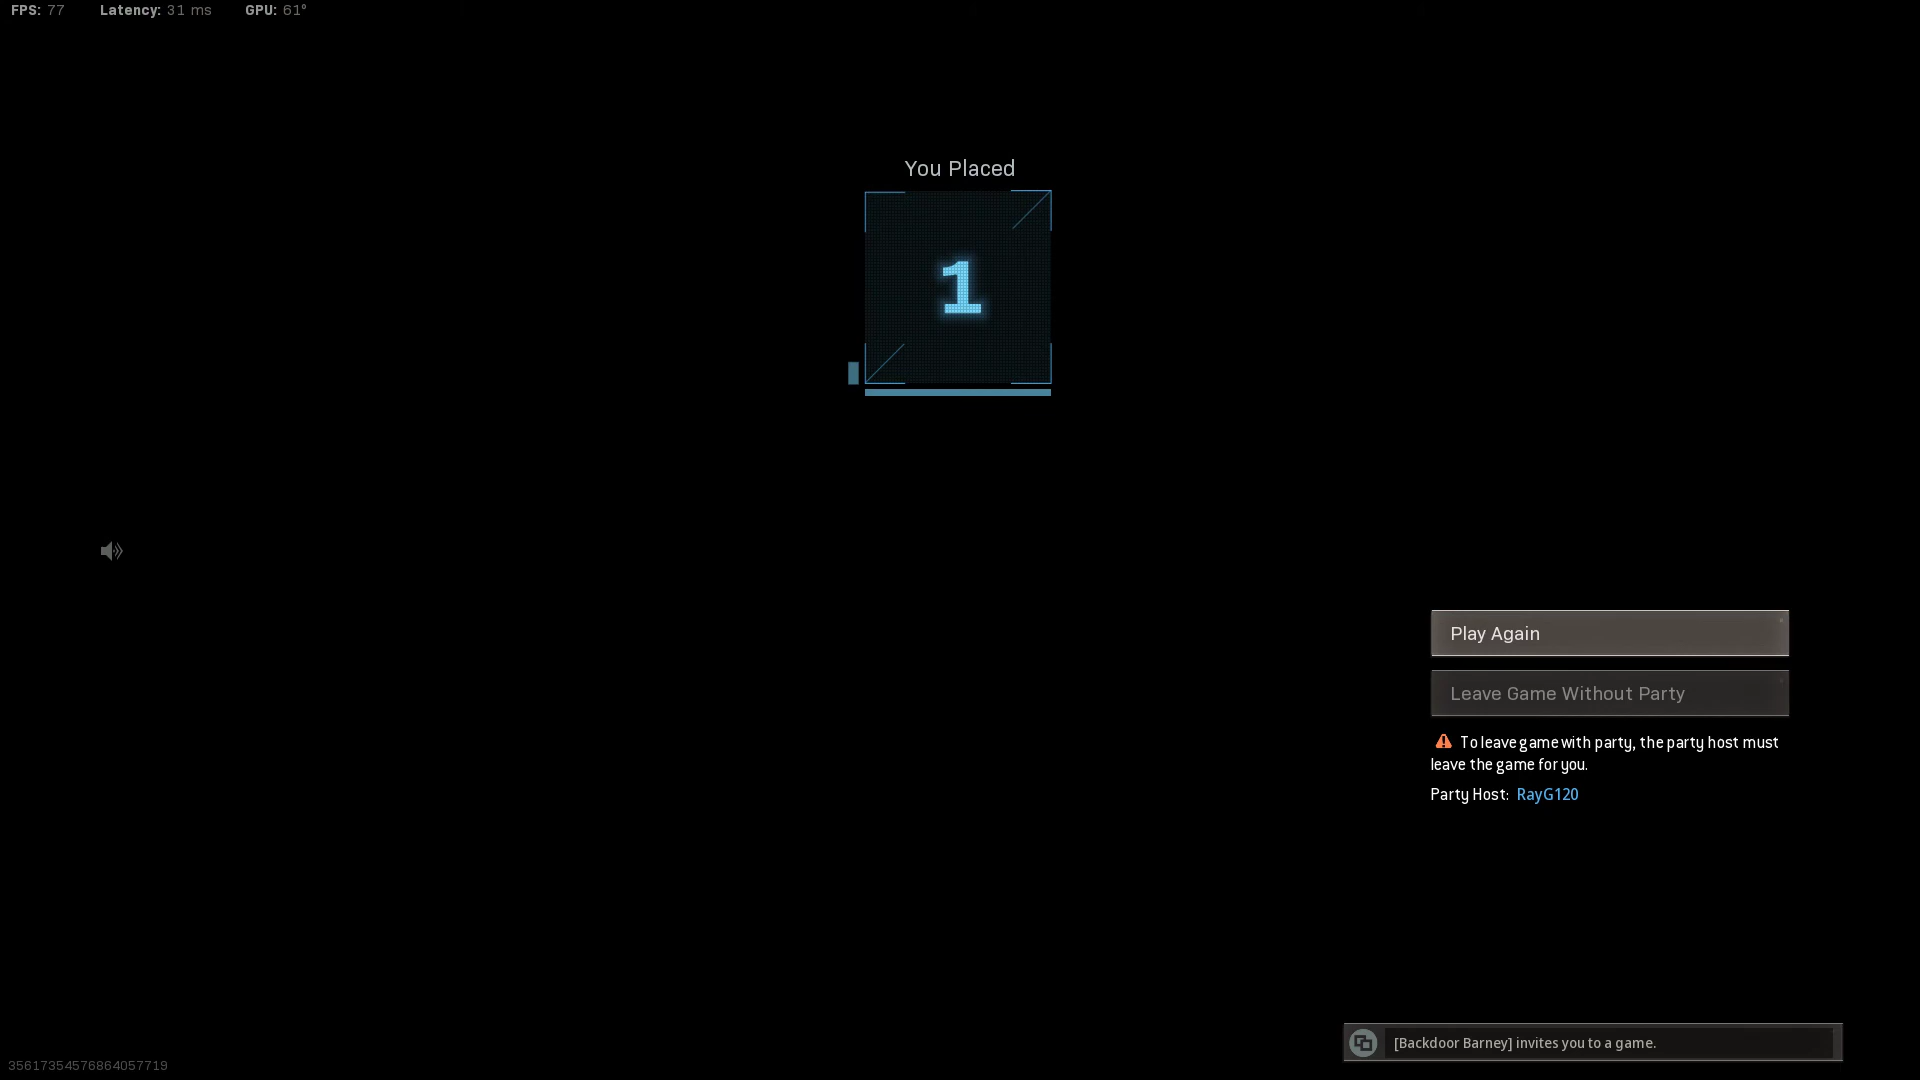 FPS: 77 Latency: 31 ms GPU: 61°
You Placed
1
Play Again
Leave Game Without Party
To leave game with party, the party host must
leave the game for you.
Party Host: RayG120
[Backdoor Barney] invites you to a game.
35617354576864057719